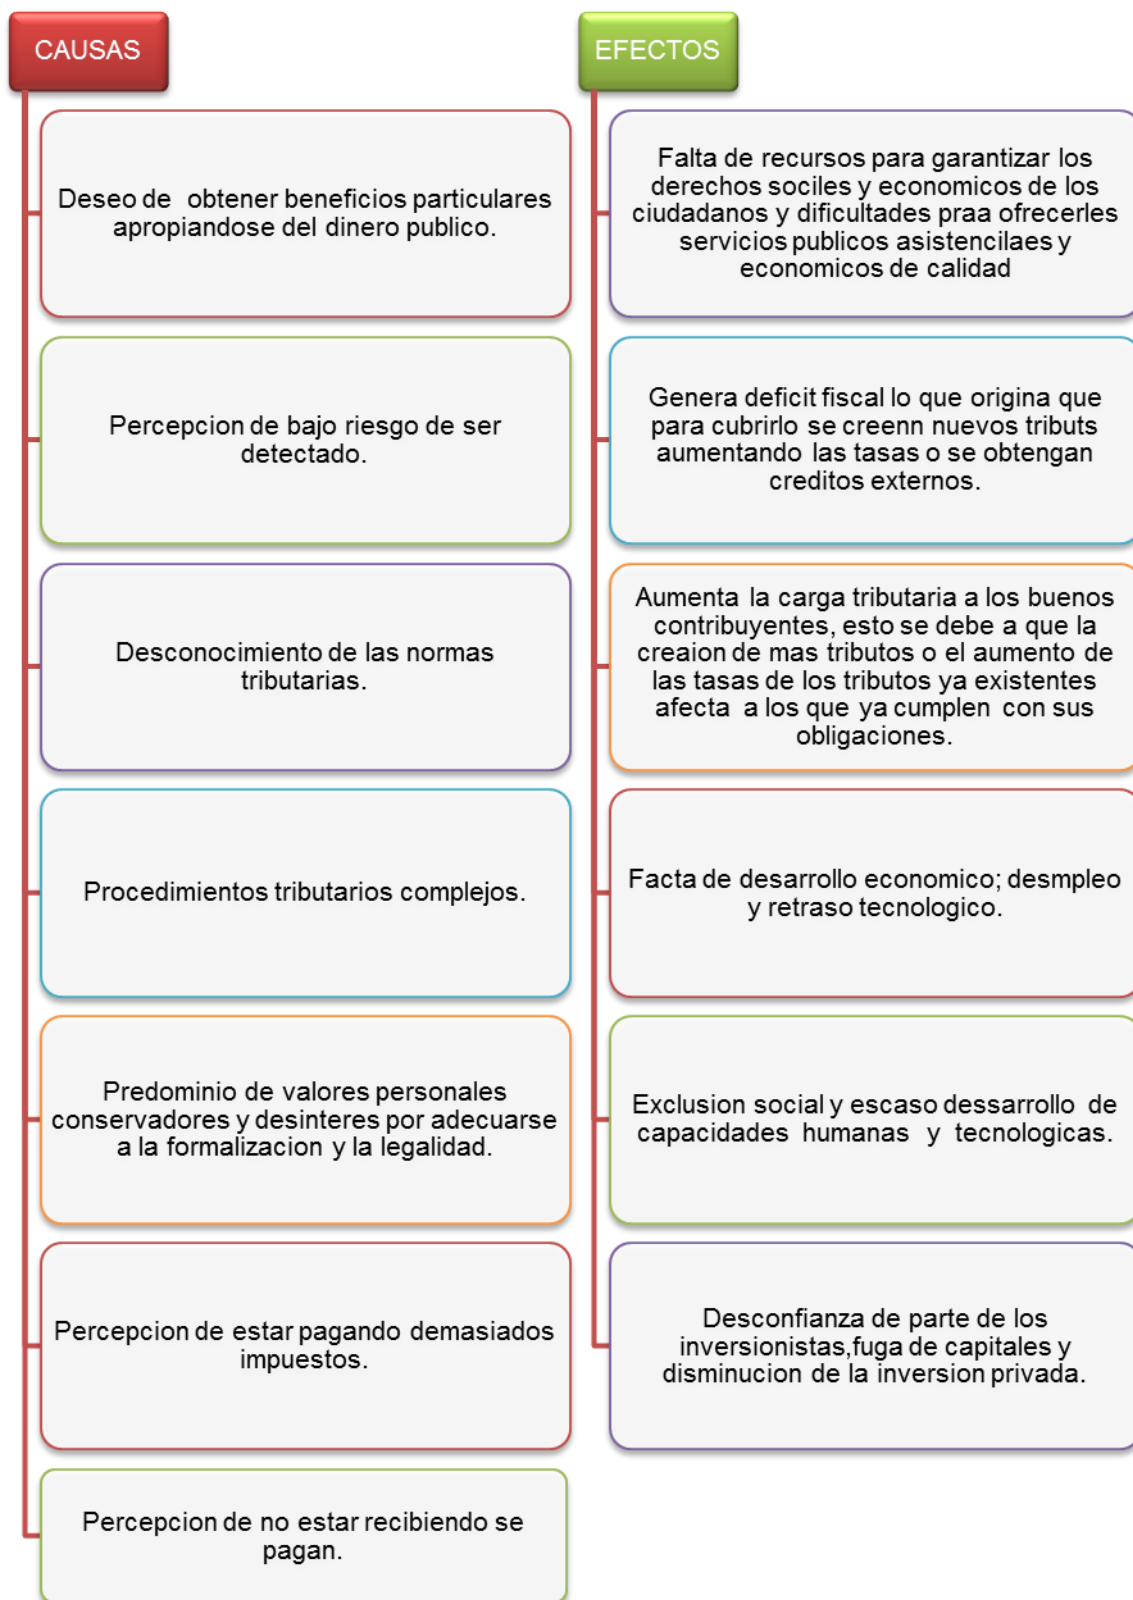 CAUSAS
Deseo de obtener beneficios particulares
apropiandose del dinero publico.
Percepcion de bajo riesgo de ser
detectado.
Desconocimiento de las normas
tributarias.
Procedimientos tributarios complejos.
Predominio de valores personales
conservadores y desinteres por adecuarse
a la formalizacion y la legalidad.
Percepcion de estar pagando demasiados
impuestos.
Percepcion de no estar recibiendo se
pagan.
EFECTOS
Falta de recursos para garantizar los
derechos sociles y economicos de los
ciudadanos y dificultades praa ofrecerles
servicios publicos asistencilaes y
economicos de calidad
Genera deficit fiscal lo que origina que
para cubrirlo se creenn nuevos tributs
aumentando las tasas o se obtengan
creditos externos.
Aumenta la carga tributaria a los buenos
contribuyentes, esto se debe a que la
creaion de mas tributos o el aumento de
las tasas de los tributos ya existentes
afecta a los que ya cumplen con sus
obligaciones.
Facta de desarrollo economico; desmpleo
y retraso tecnologico.
Exclusion social y escaso dessarrollo de
capacidades humanas y tecnologicas.
Desconfianza de parte de los
inversionistas,fuga de capitales y
disminucion de la inversion privada.